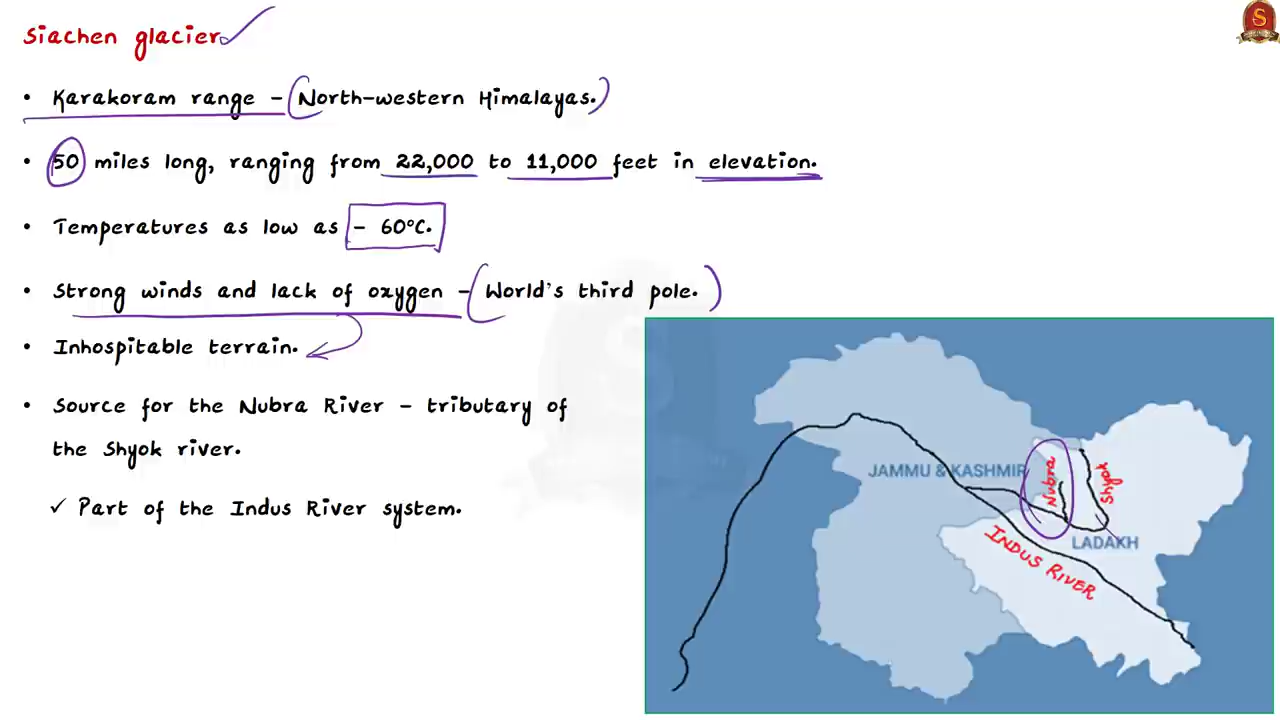 Siachen glacier
• Karakoram range - (North-western Himalayas.)
• 50 miles long, ranging from 22,000 to 11,000 feet in elevation.
• Temperatures as low as - 60°C.
• Strong winds and lack of oxygen - (World's third pole.)
• Inhospitable terrain.
• Source for the Nubra River - tributary of
the Shyok river.
✓ Part of the Indus River system.
JAMMU & KASHMIR
Nubra
Shyok
LADAKH
INDUS RIVER
S